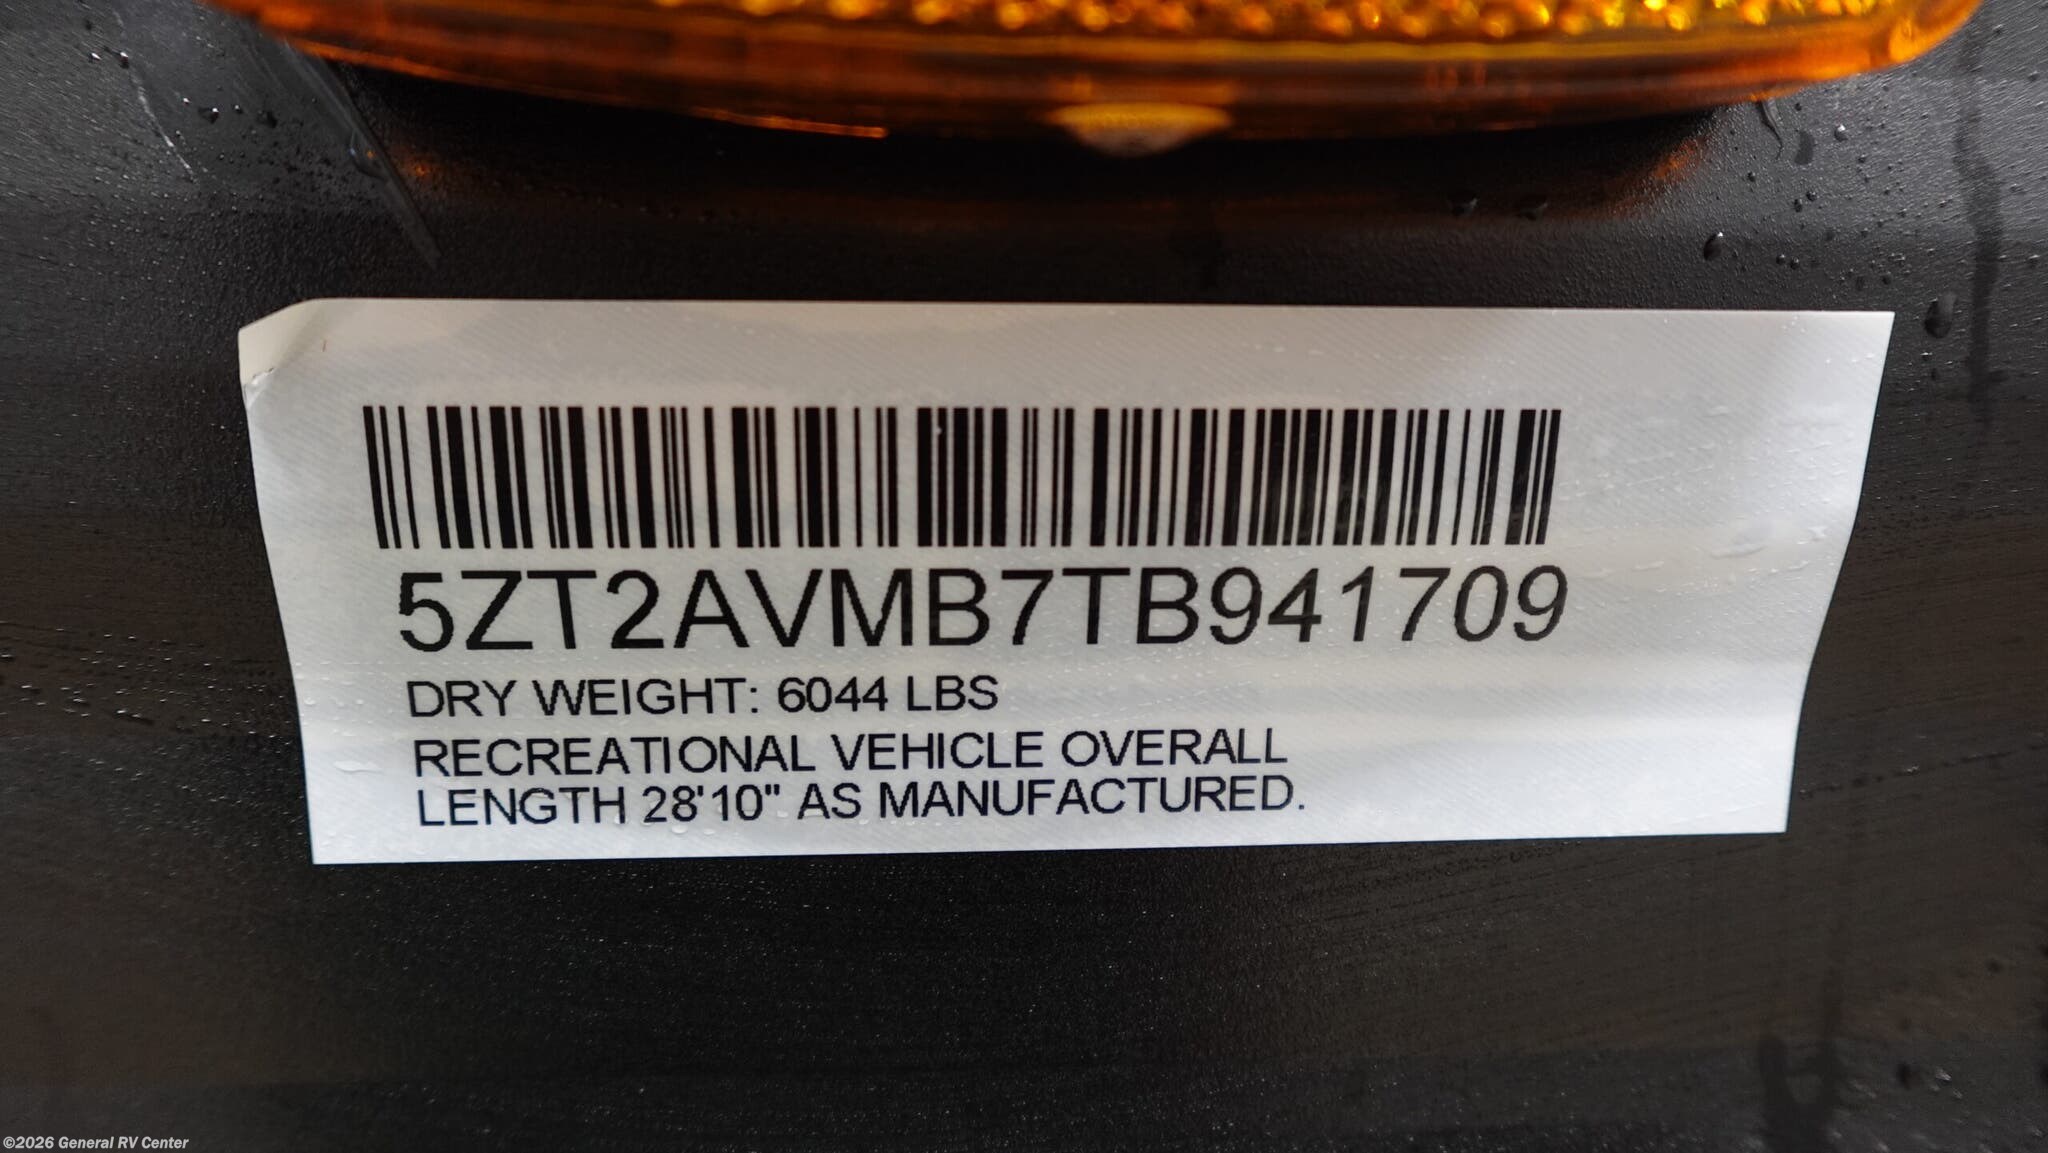 5ZT2AVMB7TB941709
DRY WEIGHT: 6044 LBS
RECREATIONAL VEHICLE OVERALL
LENGTH 28'10" AS MANUFACTURED.
©2026 General RV Center